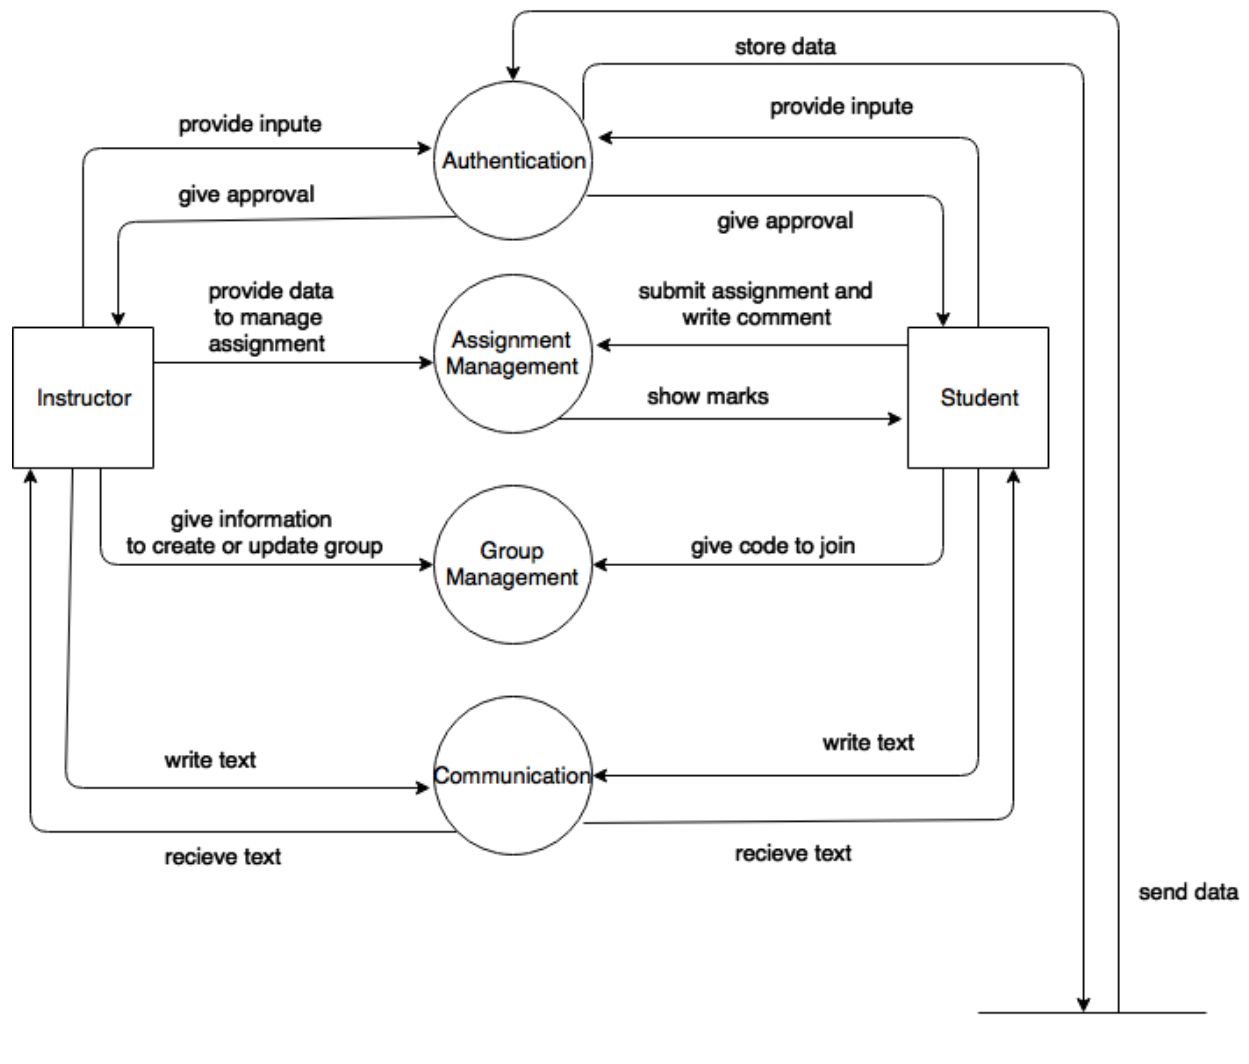 store data
provide inpute
provide inpute
Authentication
give approval
give approval
provide data
to manage
assignment
submit assignment and
write comment
Assignment
Management
Instructor
show marks
Student
give information
to create or update group
Group
Management
give code to join
write text
write text
Communication
recieve text
recieve text
send data